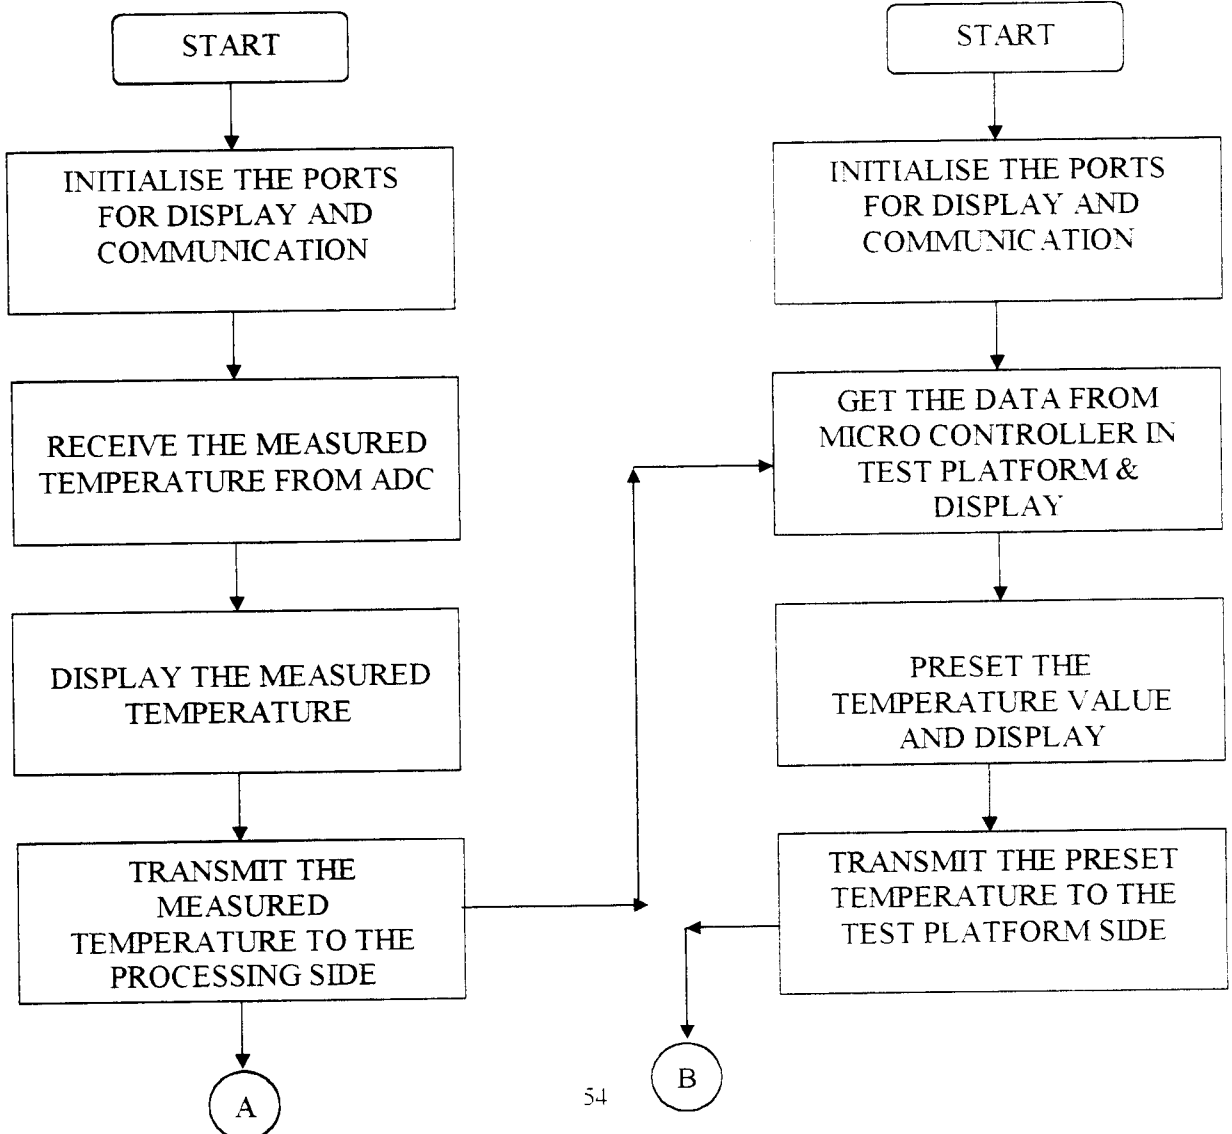 START
INITIALISE THE PORTS
FOR DISPLAY AND
COMMUNICATION
RECEIVE THE MEASURED
TEMPERATURE FROM ADC
DISPLAY THE MEASURED
TEMPERATURE
TRANSMIT THE
MEASURED
TEMPERATURE TO THE
PROCESSING SIDE
A
START
INITIALISE THE PORTS
FOR DISPLAY AND
COMMUNICATION
GET THE DATA FROM
MICRO CONTROLLER IN
TEST PLATFORM &
DISPLAY
PRESET THE
TEMPERATURE VALUE
AND DISPLAY
TRANSMIT THE PRESET
TEMPERATURE TO THE
TEST PLATFORM SIDE
B
54